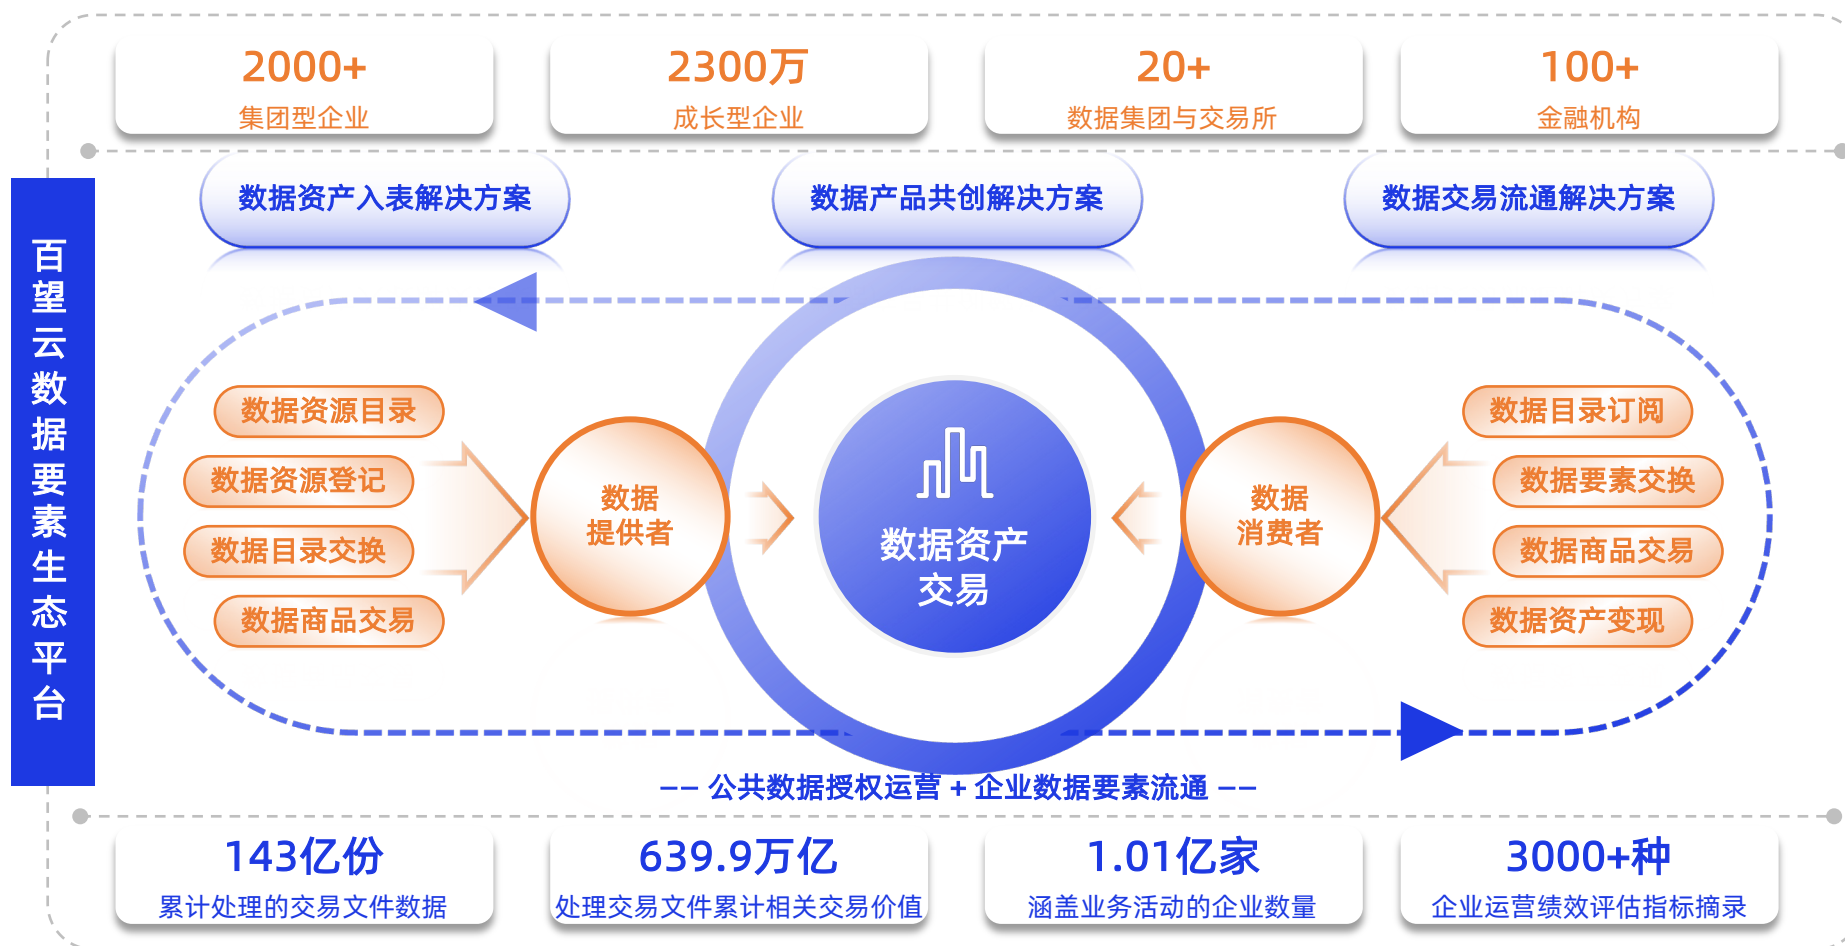 2000+
集团型企业
2300万
成长型企业
20+
数据集团与交易所
100+
金融机构
百望云数据要素生态平台
数据资产入表解决方案
数据产品共创解决方案
数据交易流通解决方案
数据资源目录
数据资源登记
数据目录交换
数据商品交易
数据
提供者
数据资产
交易
数据
消费者
数据目录订阅
数据要素交换
数据商品交易
数据资产变现
—— 公共数据授权运营 + 企业数据要素流通 ——
143亿份
累计处理的交易文件数据
639.9万亿
处理交易文件累计相关交易价值
1.01亿家
涵盖业务活动的企业数量
3000+种
企业运营绩效评估指标摘录